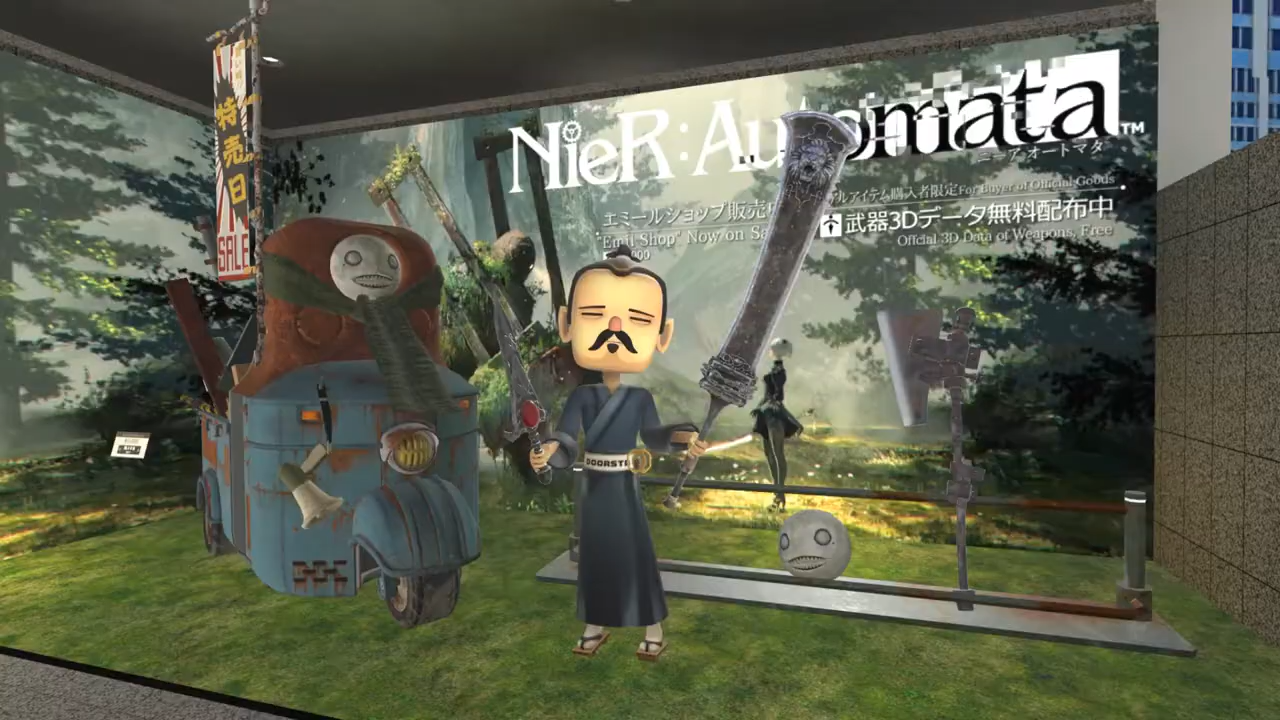 特売日
SALE
NieR:Automata™
ニーア オートマタ
エミールショップ販売
"Emil Shop" Now on Sa
000
ルアイテム購入者限定 For Buyer of Official Goods
武器3Dデータ無料配布中
Official 3D Data of Weapons, Free
DOORST